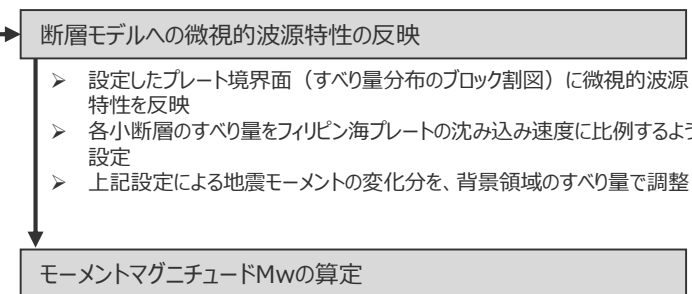 断層モデルへの微視的波源特性の反映
➢ 設定したプレート境界面（すべり量分布のブロック割図）に微視的波源
特性を反映
➢ 各小断層のすべり量をフィリピン海プレートの沈み込み速度に比例するよう
設定
➢ 上記設定による地震モーメントの変化分を、背景領域のすべり量で調整
モーメントマグニチュードMwの算定